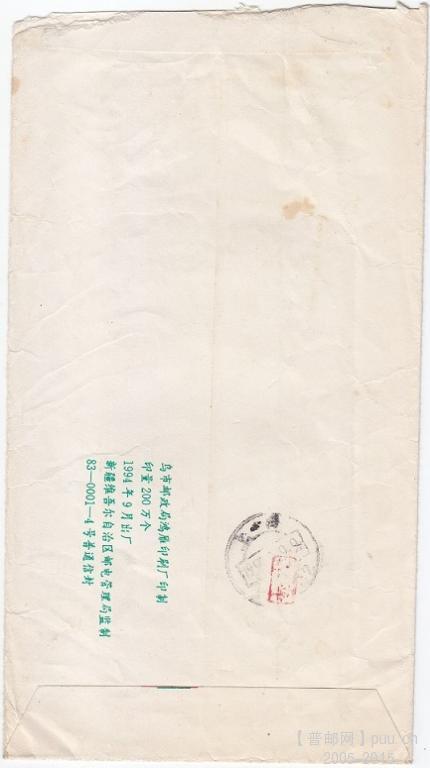 乌市邮政局鸿雁印刷厂印制
印量200万个
1994年9月出厂
新疆维吾尔自治区邮电管理局监制
83—0001—4号普通信封
【普邮网】puu.cn
2006-2015